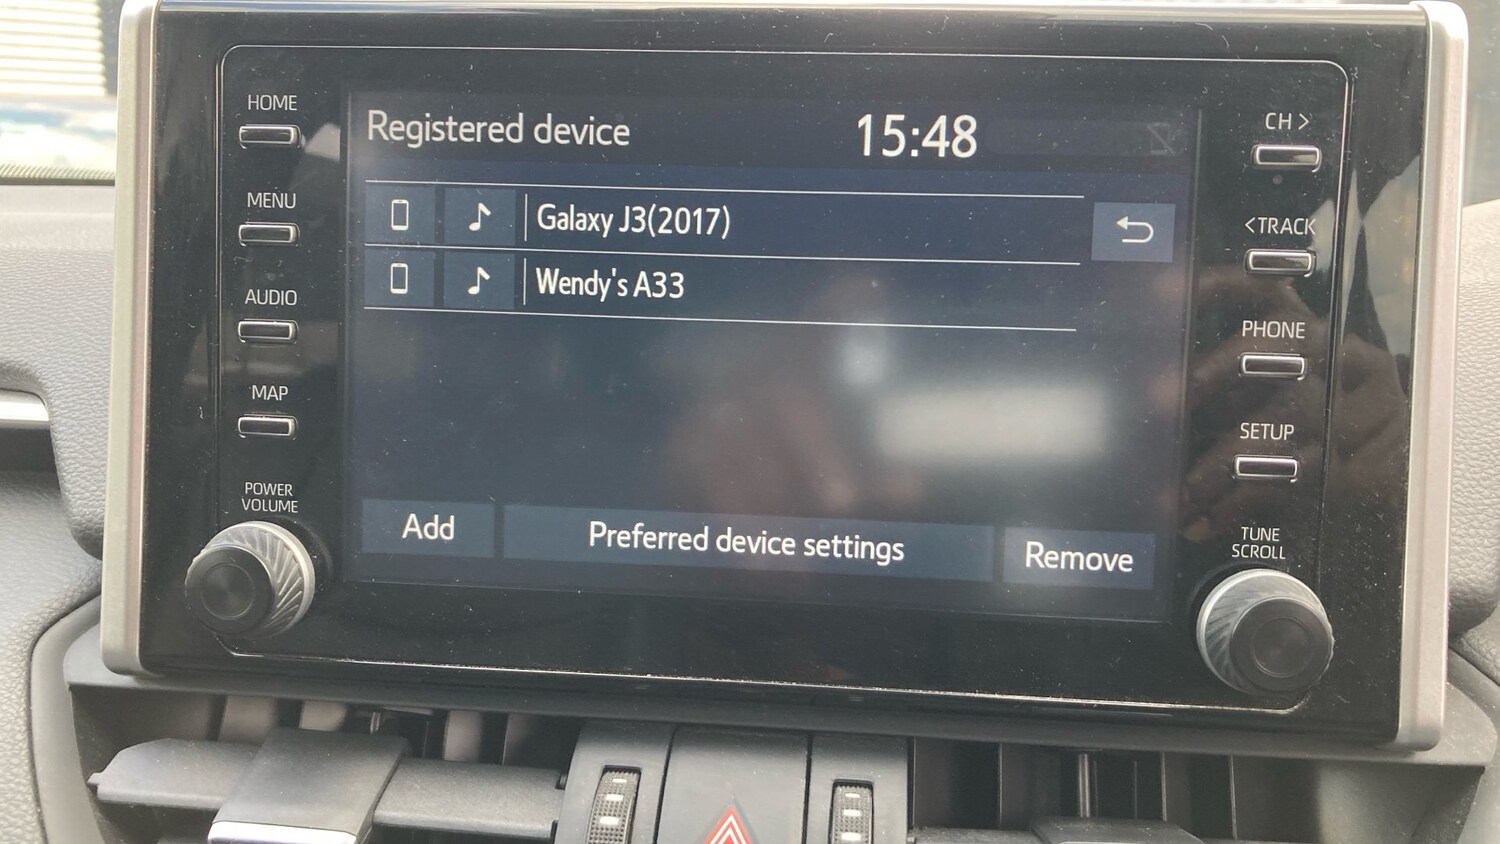 HOME
MENU
AUDIO
MAP
POWER
VOLUME
Registered device
15:48
Galaxy J3(2017)
Wendy's A33
Add
Preferred device settings
Remove
CH >
<TRACK
PHONE
SETUP
TUNE
SCROLL